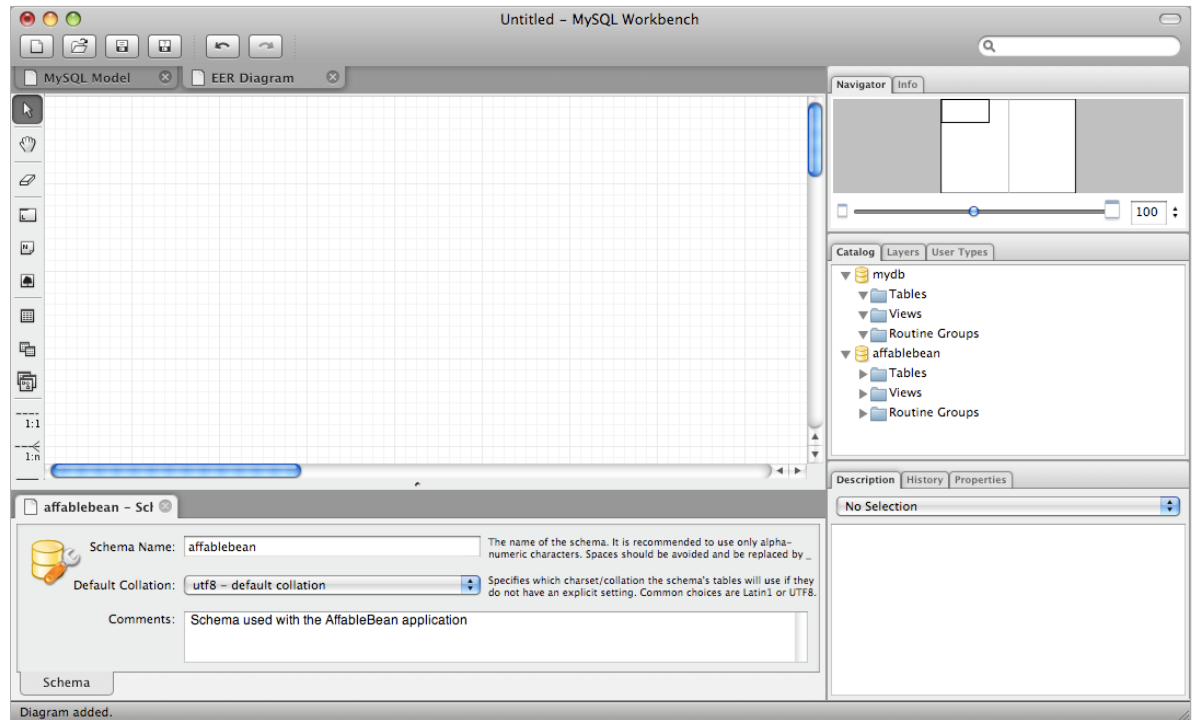 Untitled – MySQL Workbench
MySQL Model
EER Diagram
1:1
1:n
Navigator
Info
100
Catalog
Layers
User Types
mydb
Tables
Views
Routine Groups
affablebean
Tables
Views
Routine Groups
Description
History
Properties
No Selection
affablebean – Scl
Schema Name:
affablebean
The name of the schema. It is recommended to use only alpha-
numeric characters. Spaces should be avoided and be replaced by _
Default Collation:
utf8 – default collation
Specifies which charset/collation the schema's tables will use if they
do not have an explicit setting. Common choices are Latin1 or UTF8.
Comments:
Schema used with the AffableBean application
Schema
Diagram added.